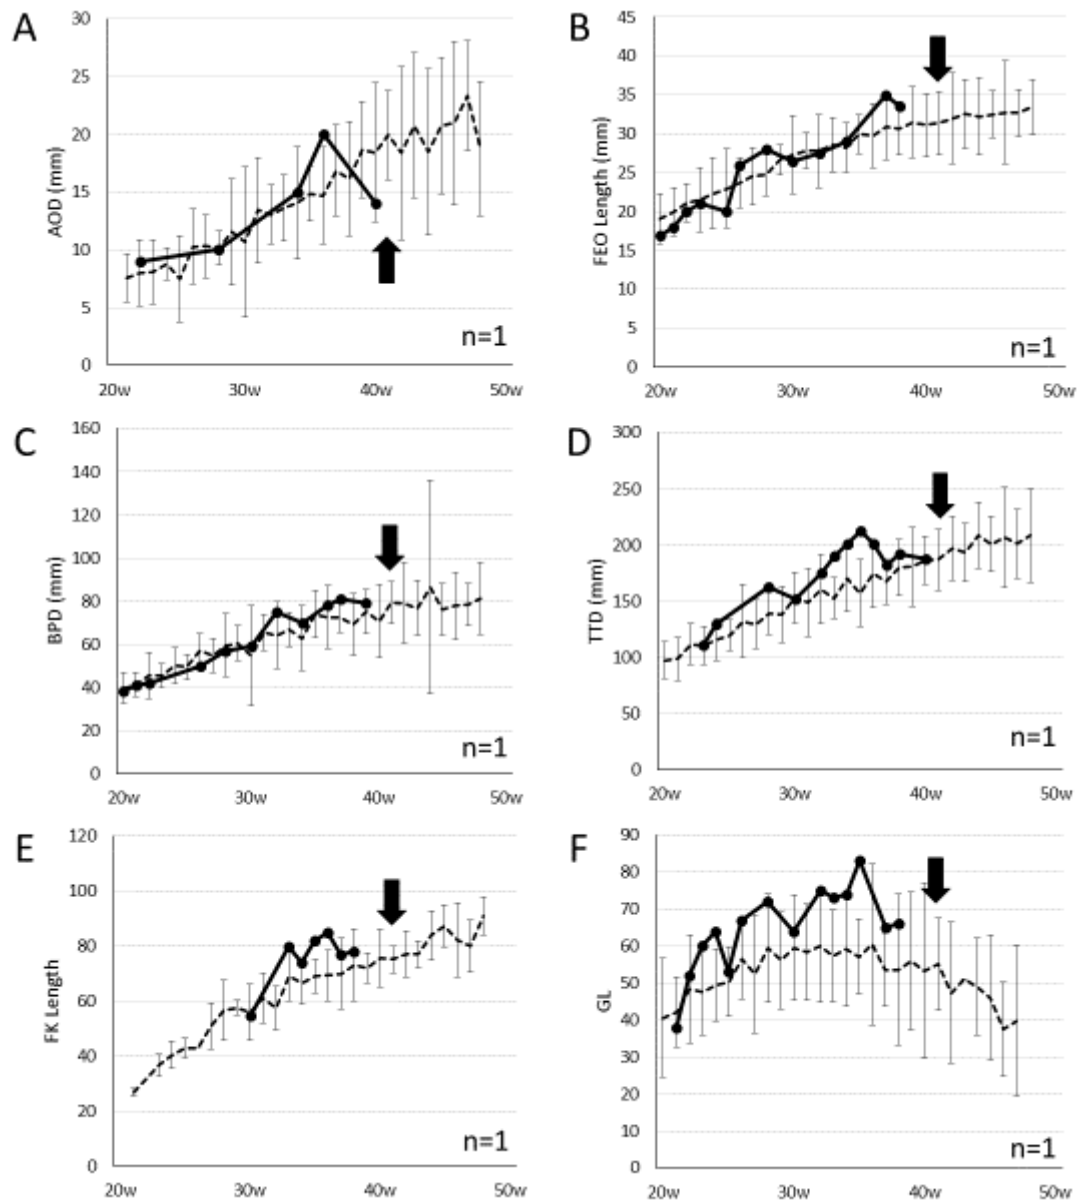 A
AOD (mm)
30
25
20
15
10
5
0
20w 30w 40w 50w
n=1
B
FEO Length (mm)
45
40
35
30
25
20
15
10
5
0
20w 30w 40w 50w
n=1
C
BPD (mm)
160
140
120
100
80
60
40
20
0
20w 30w 40w 50w
n=1
D
TTD (mm)
300
250
200
150
100
50
0
20w 30w 40w 50w
n=1
E
FK Length
120
100
80
60
40
20
0
20w 30w 40w 50w
n=1
F
GL
90
80
70
60
50
40
30
20
10
0
20w 30w 40w 50w
n=1